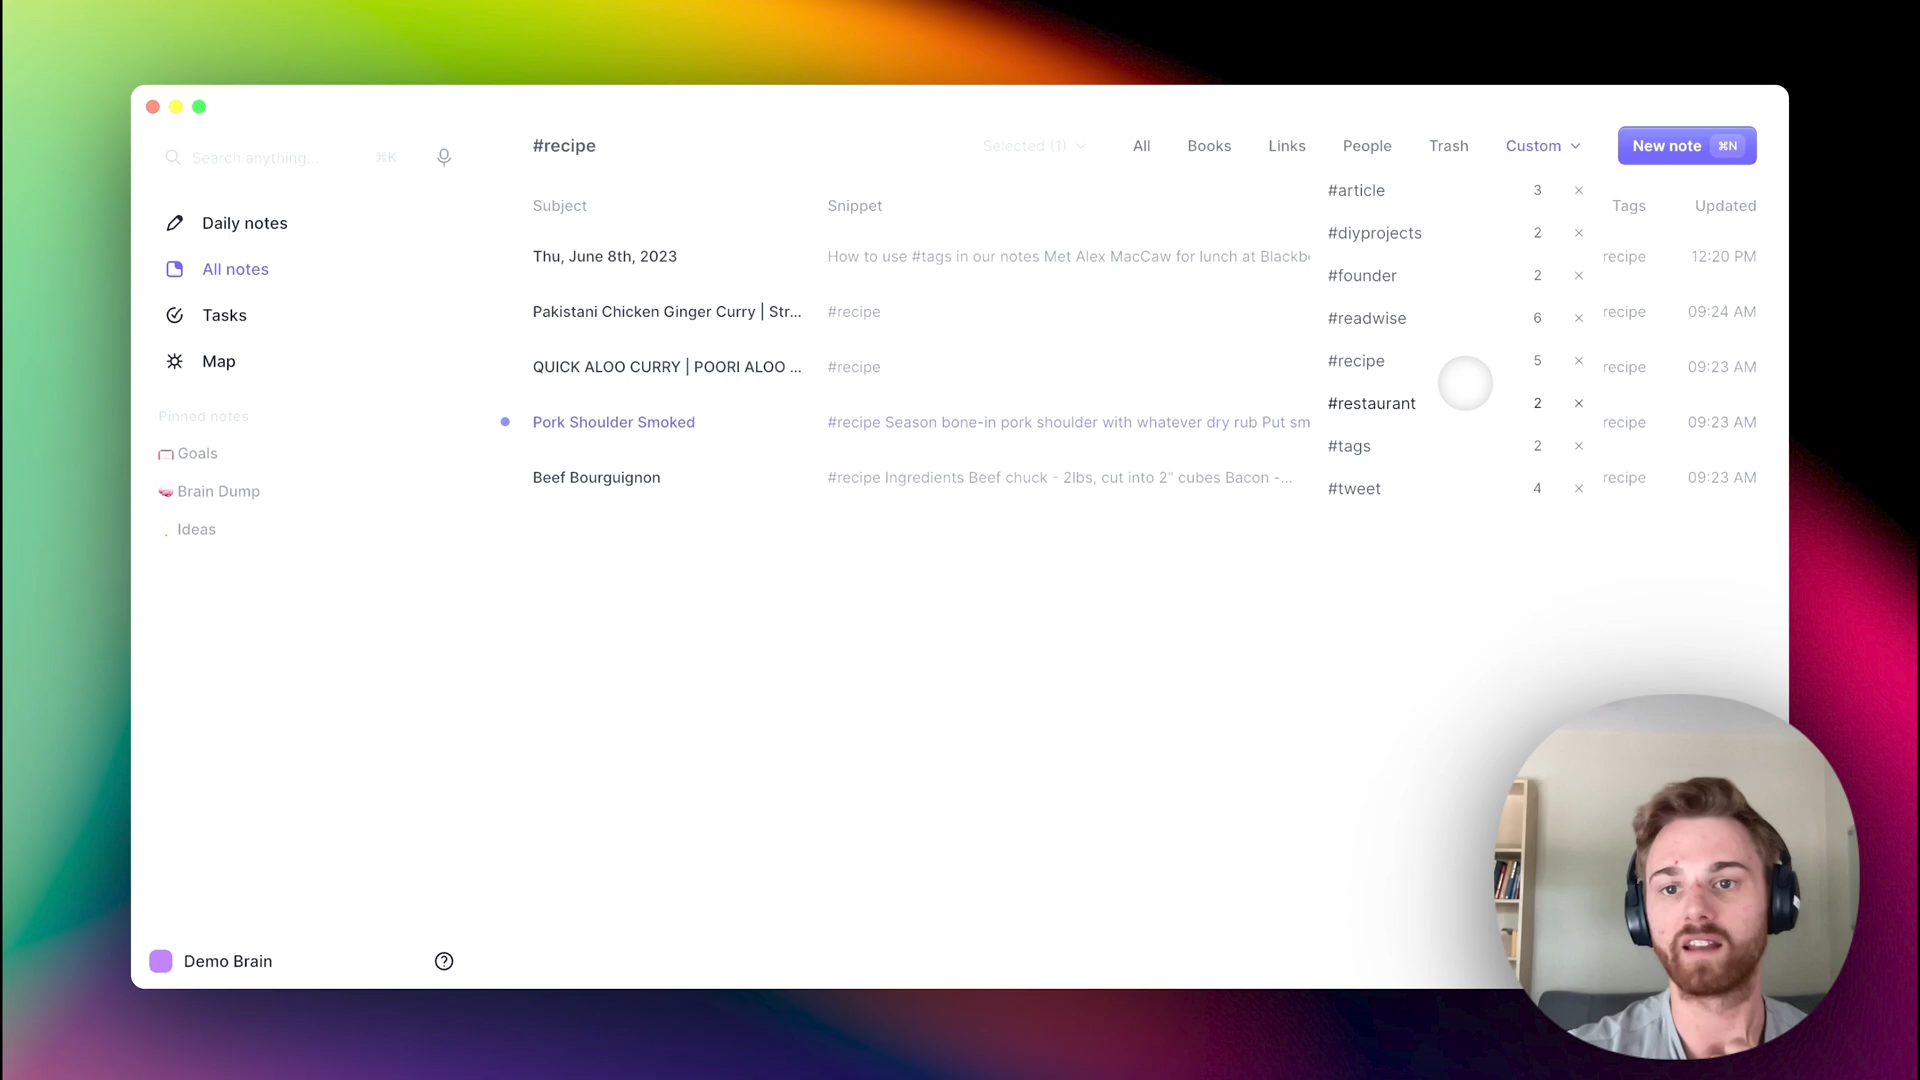 Search anything... ⌘K
Daily notes
All notes
Tasks
Map
Pinned notes
Goals
Brain Dump
Ideas
Demo Brain
#recipe
Selected (1)
All Books Links People Trash Custom
New note ⌘N
Subject Snippet Tags Updated
Thu, June 8th, 2023 How to use #tags in our notes Met Alex MacCaw for lunch at Blackb recipe 12:20 PM
Pakistani Chicken Ginger Curry | Str... #recipe recipe 09:24 AM
QUICK ALOO CURRY | POORI ALOO ... #recipe recipe 09:23 AM
Pork Shoulder Smoked #recipe Season bone-in pork shoulder with whatever dry rub Put sm recipe 09:23 AM
Beef Bourguignon #recipe Ingredients Beef chuck - 2lbs, cut into 2" cubes Bacon -... recipe 09:23 AM
#article 3 ×
#diyprojects 2 ×
#founder 2 ×
#readwise 6 ×
#recipe 5 ×
#restaurant 2 ×
#tags 2 ×
#tweet 4 ×